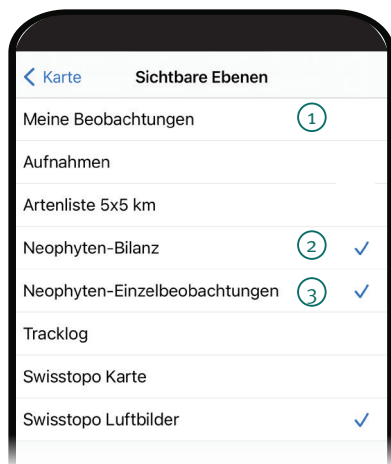 Karte Sichtbare Ebenen
Meine Beobachtungen 1
Aufnahmen
Artenliste 5x5 km
Neophyten-Bilanz 2
Neophyten-Einzelbeobachtungen 3
Tracklog
Swisstopo Karte
Swisstopo Luftbilder